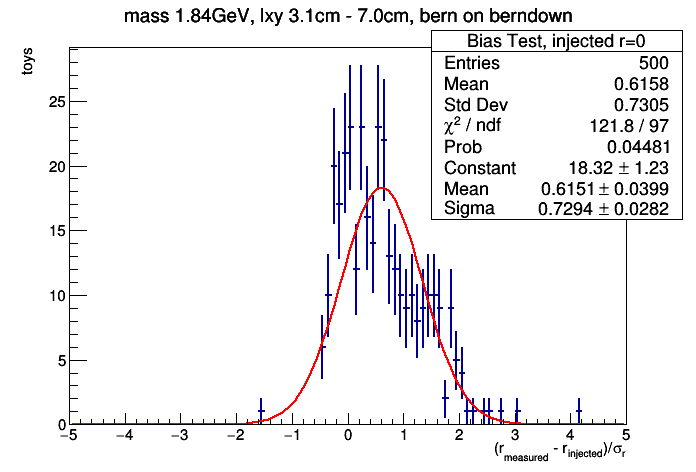 mass 1.84GeV, lxy 3.1cm - 7.0cm, bern on berndown
Bias Test, injected r=0
Entries 500
Mean 0.6158
Std Dev 0.7305
χ² / ndf 121.8 / 97
Prob 0.04481
Constant 18.32 ± 1.23
Mean 0.6151 ± 0.0399
Sigma 0.7294 ± 0.0282
toys
25
20
15
10
5
0
−5 −4 −3 −2 −1 0 1 2 3 4 5
(r_measured - r_injected)/σ_r